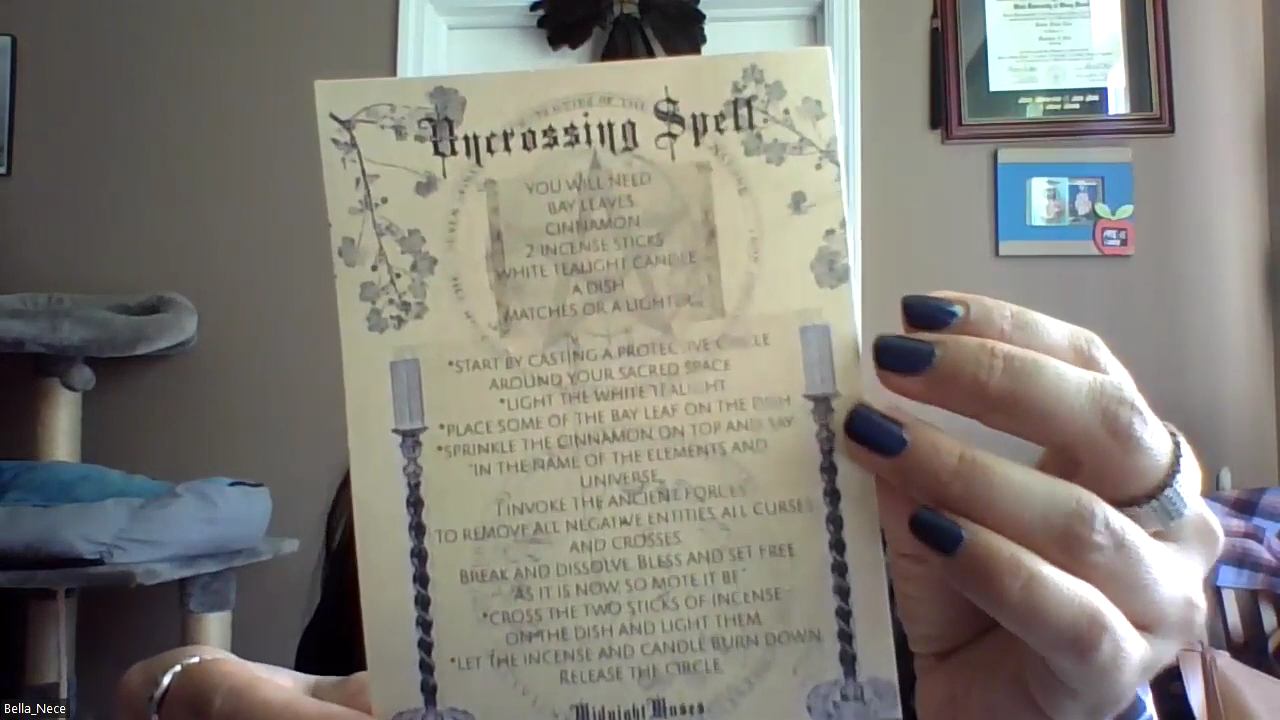 Uncrossing Spell
YOU WILL NEED
BAY LEAVES
CINNAMON
2 INCENSE STICKS
WHITE TEALIGHT CANDLE
A DISH
MATCHES OR A LIGHTER
*START BY CASTING A PROTECTIVE CIRCLE
AROUND YOUR SACRED SPACE
*LIGHT THE WHITE TEALIGHT
*PLACE SOME OF THE BAY LEAF ON THE DISH
*SPRINKLE THE CINNAMON ON TOP AND SAY
"IN THE NAME OF THE ELEMENTS AND
UNIVERSE
I INVOKE THE ANCIENT FORCES
TO REMOVE ALL NEGATIVE ENTITIES ALL CURSES
AND CROSSES
BREAK AND DISSOLVE BLESS AND SET FREE
AS IT IS NOW SO MOTE IT BE"
*CROSS THE TWO STICKS OF INCENSE
ON THE DISH AND LIGHT THEM
*LET THE INCENSE AND CANDLE BURN DOWN
RELEASE THE CIRCLE
Midnight Muses
Bella_Nece